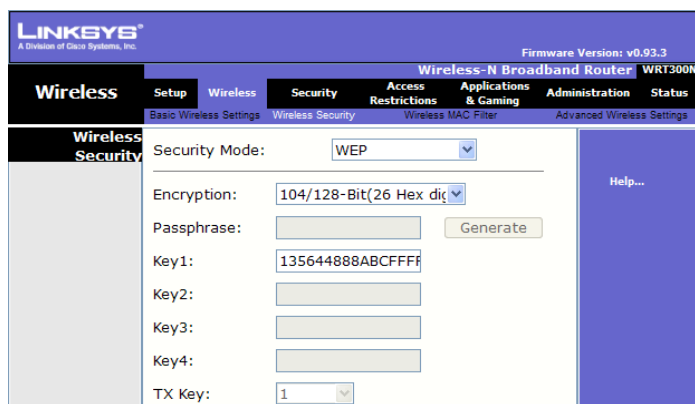 LINKSYS®
A Division of Cisco Systems, Inc.
Firmware Version: v0.93.3
Wireless-N Broadband Router WRT300N
Wireless
Setup Wireless Security Access Restrictions Applications & Gaming Administration Status
Basic Wireless Settings Wireless Security Wireless MAC Filter Advanced Wireless Settings
Wireless Security
Security Mode: WEP
Help...
Encryption: 104/128-Bit(26 Hex dig
Passphrase: Generate
Key1: 135644888ABCFFFF
Key2:
Key3:
Key4:
TX Key: 1